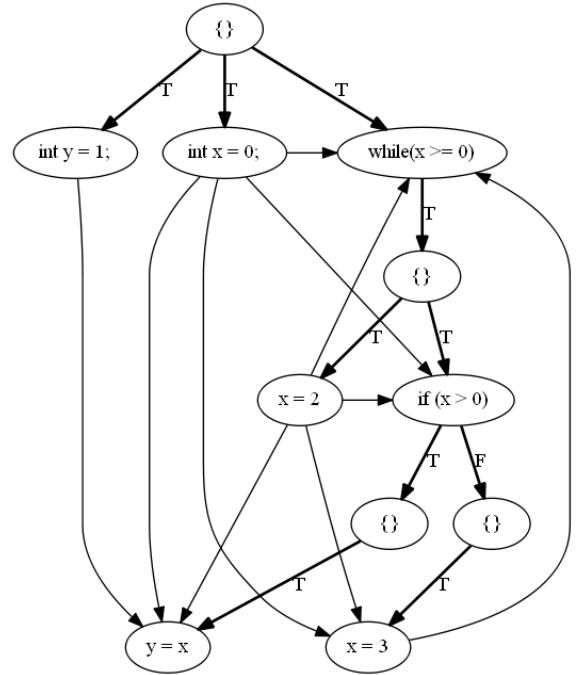 {}
T
T
T
int y = 1;
int x = 0;
while(x >= 0)
T
{}
T
T
x = 2
if (x > 0)
T
F
{}
{}
T
T
y = x
x = 3